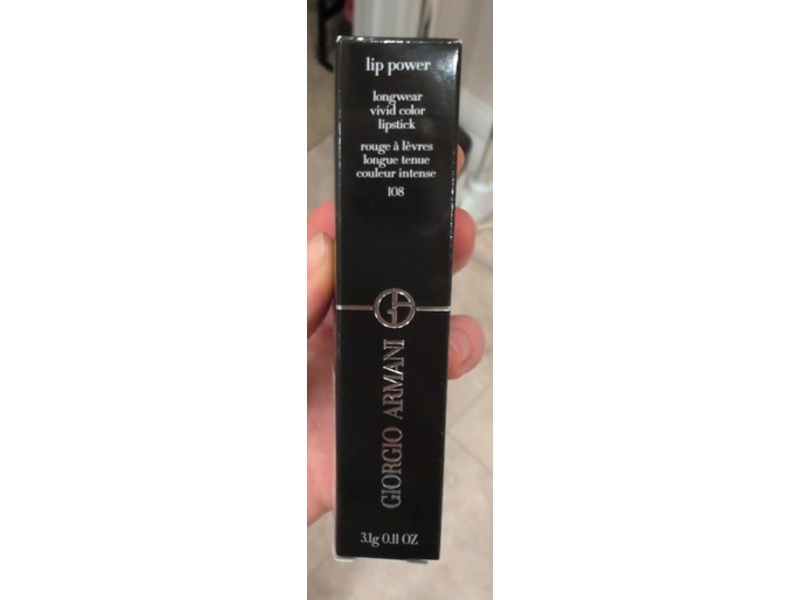 lip power
longwear
vivid color
lipstick
rouge à lèvres
longue tenue
couleur intense
108
GIORGIO ARMANI
3.1g 0.11 OZ